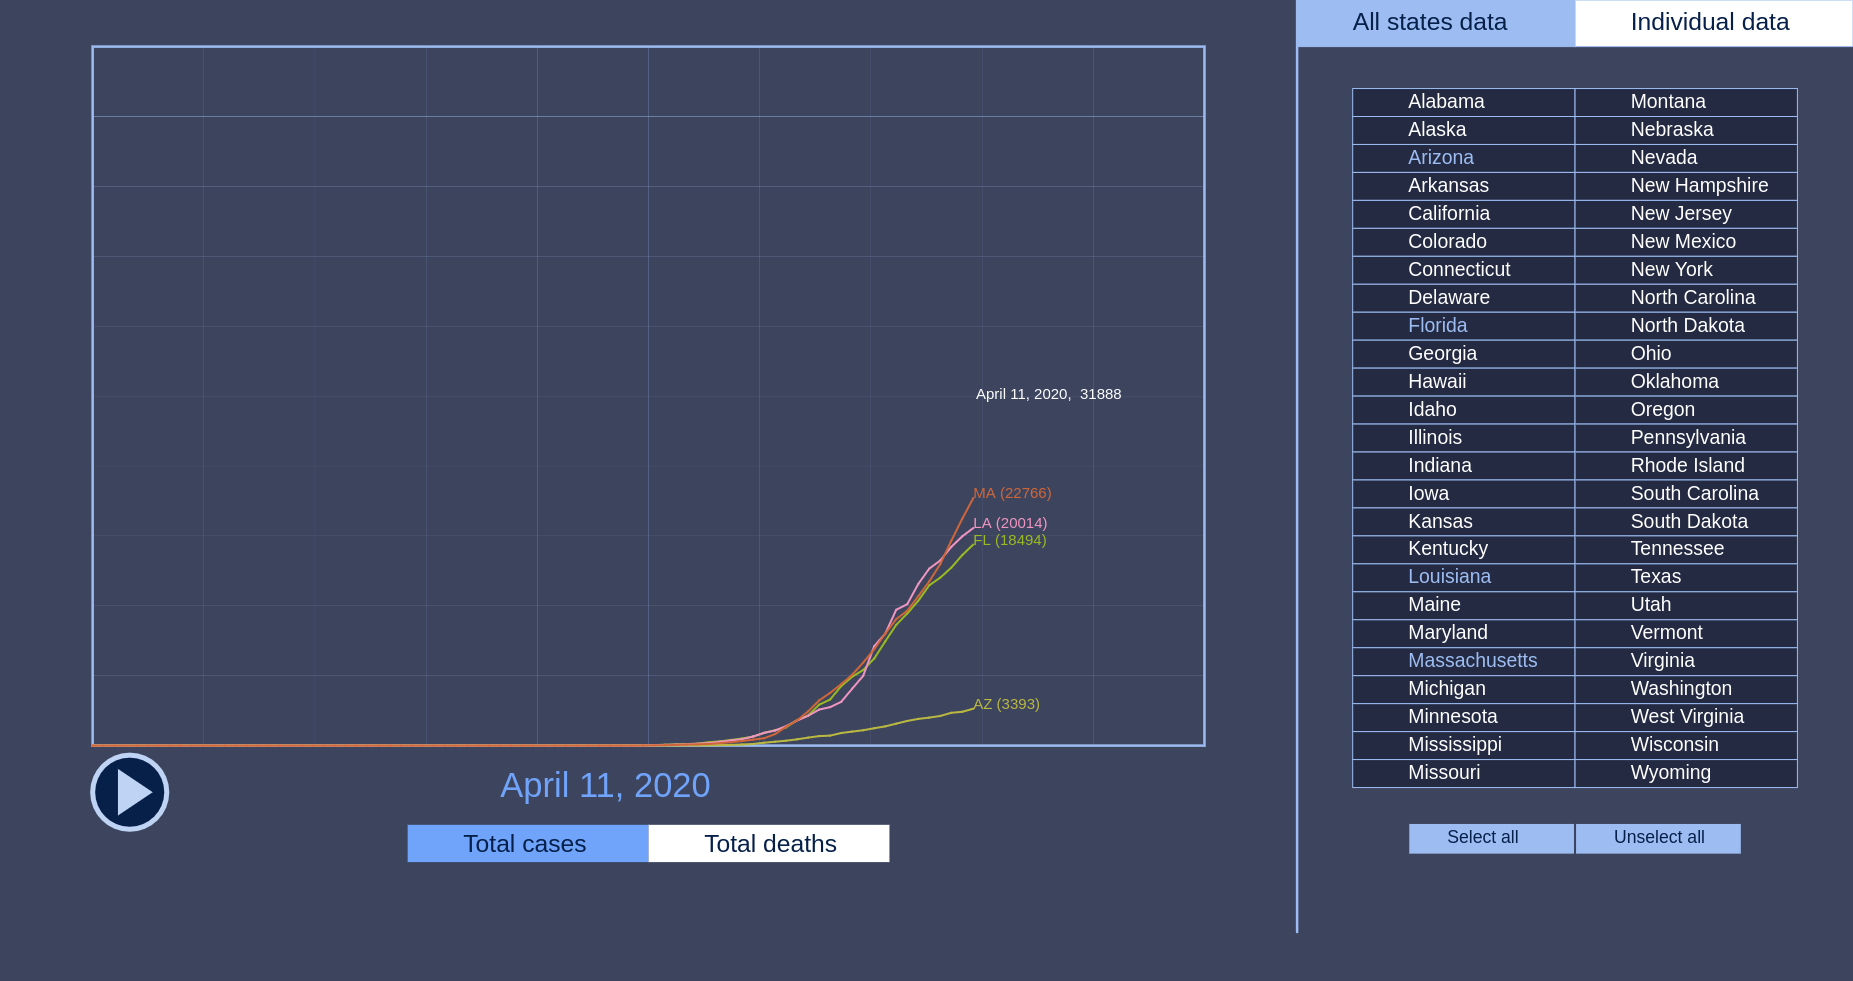 All states data
Individual data
April 11, 2020,  31888
MA (22766)
LA (20014)
FL (18494)
AZ (3393)
April 11, 2020
Total cases
Total deaths
Alabama
Montana
Alaska
Nebraska
Arizona
Nevada
Arkansas
New Hampshire
California
New Jersey
Colorado
New Mexico
Connecticut
New York
Delaware
North Carolina
Florida
North Dakota
Georgia
Ohio
Hawaii
Oklahoma
Idaho
Oregon
Illinois
Pennsylvania
Indiana
Rhode Island
Iowa
South Carolina
Kansas
South Dakota
Kentucky
Tennessee
Louisiana
Texas
Maine
Utah
Maryland
Vermont
Massachusetts
Virginia
Michigan
Washington
Minnesota
West Virginia
Mississippi
Wisconsin
Missouri
Wyoming
Select all
Unselect all